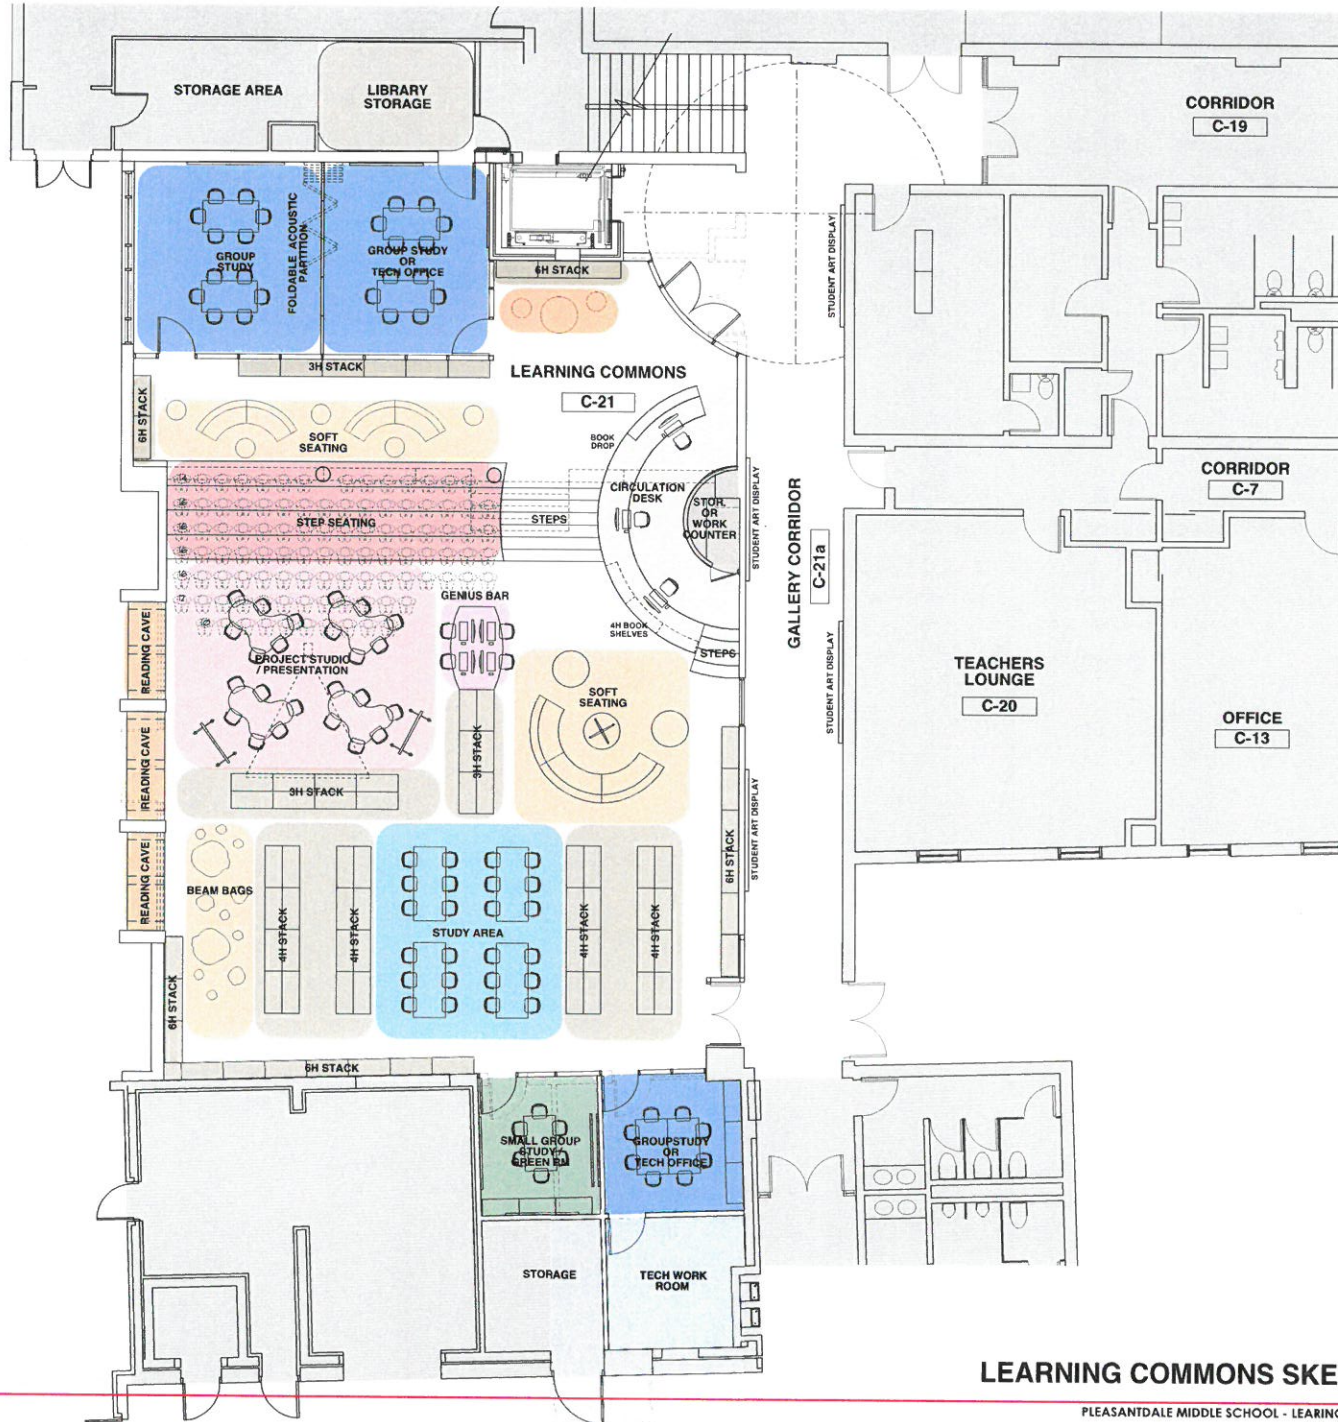 STORAGE AREA
LIBRARY
STORAGE
CORRIDOR
C-19
GROUP
STUDY
FOLDABLE ACOUSTIC
PARTITION
GROUP STUDY
OR
TECH OFFICE
6H STACK
STUDENT ART DISPLAY
3H STACK
LEARNING COMMONS
C-21
6H STACK
SOFT
SEATING
BOOK
DROP
CIRCULATION
DESK
STOR.
OR
WORK
COUNTER
STUDENT ART DISPLAY
GALLERY CORRIDOR
C-21a
CORRIDOR
C-7
STEP SEATING
STEPS
GENIUS BAR
4H BOOK
SHELVES
STEPS
READING CAVE
PROJECT STUDIO
/ PRESENTATION
SOFT
SEATING
STUDENT ART DISPLAY
TEACHERS
LOUNGE
C-20
OFFICE
C-13
READING CAVE
3H STACK
3H STACK
STUDENT ART DISPLAY
6H STACK
READING CAVE
BEAM BAGS
4H STACK
4H STACK
STUDY AREA
4H STACK
4H STACK
6H STACK
6H STACK
SMALL GROUP
STUDY /
GREEN RM
GROUPSTUDY
OR
TECH OFFICE
STORAGE
TECH WORK
ROOM
LEARNING COMMONS SKE
PLEASANTDALE MIDDLE SCHOOL - LEARING